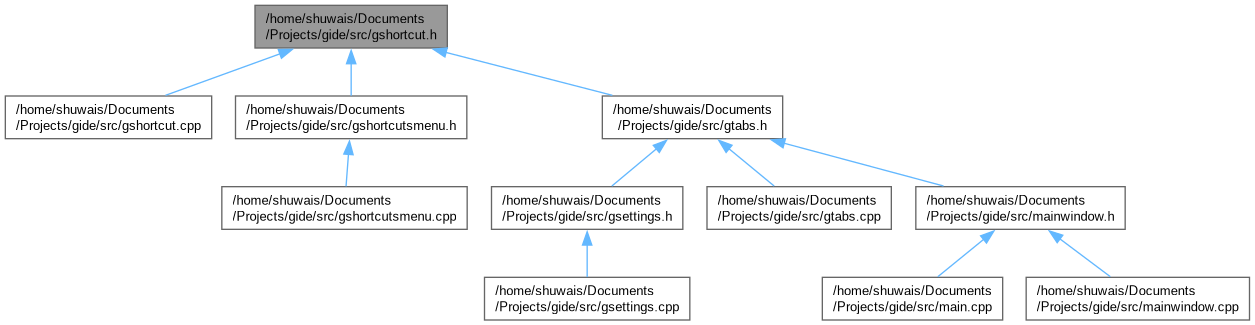 /home/shuwais/Documents
/Projects/gide/src/gshortcut.h
/home/shuwais/Documents
/Projects/gide/src/gshortcut.cpp
/home/shuwais/Documents
/Projects/gide/src/gshortcutsmenu.h
/home/shuwais/Documents
/Projects/gide/src/gtabs.h
/home/shuwais/Documents
/Projects/gide/src/gshortcutsmenu.cpp
/home/shuwais/Documents
/Projects/gide/src/gsettings.h
/home/shuwais/Documents
/Projects/gide/src/gtabs.cpp
/home/shuwais/Documents
/Projects/gide/src/mainwindow.h
/home/shuwais/Documents
/Projects/gide/src/gsettings.cpp
/home/shuwais/Documents
/Projects/gide/src/main.cpp
/home/shuwais/Documents
/Projects/gide/src/mainwindow.cpp